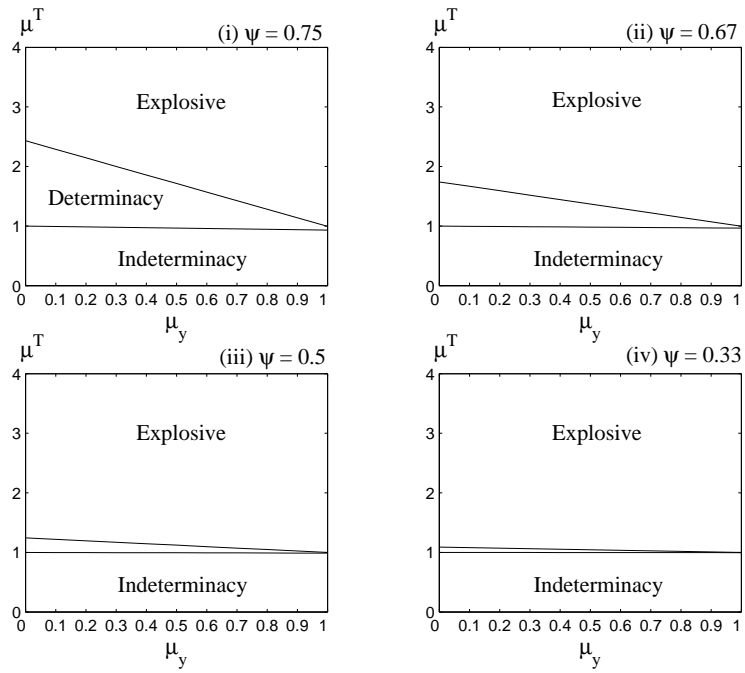 μ^T (i) ψ = 0.75
4
Explosive
3
2
Determinacy
1
Indeterminacy
0
0 0.1 0.2 0.3 0.4 0.5 0.6 0.7 0.8 0.9 1
μ_y
μ^T (ii) ψ = 0.67
4
Explosive
3
2
1
Indeterminacy
0
0 0.1 0.2 0.3 0.4 0.5 0.6 0.7 0.8 0.9 1
μ_y
μ^T (iii) ψ = 0.5
4
Explosive
3
2
1
Indeterminacy
0
0 0.1 0.2 0.3 0.4 0.5 0.6 0.7 0.8 0.9 1
μ_y
μ^T (iv) ψ = 0.33
4
Explosive
3
2
1
Indeterminacy
0
0 0.1 0.2 0.3 0.4 0.5 0.6 0.7 0.8 0.9 1
μ_y